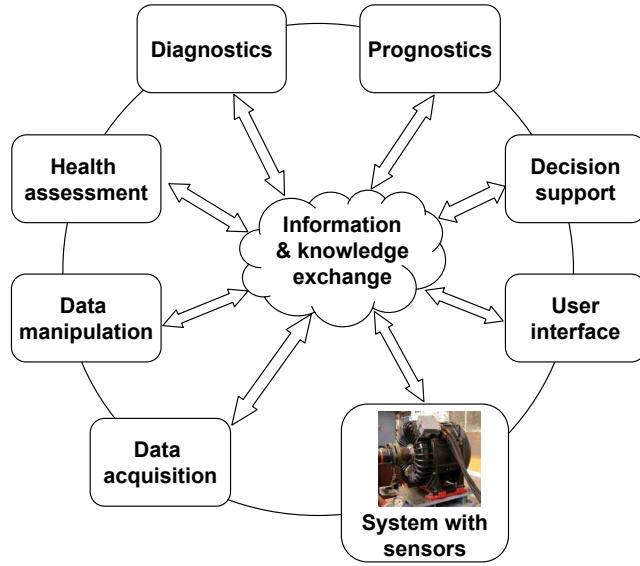 Diagnostics
Prognostics
Health
assessment
Decision
support
Information
& knowledge
exchange
Data
manipulation
User
interface
Data
acquisition
System with
sensors